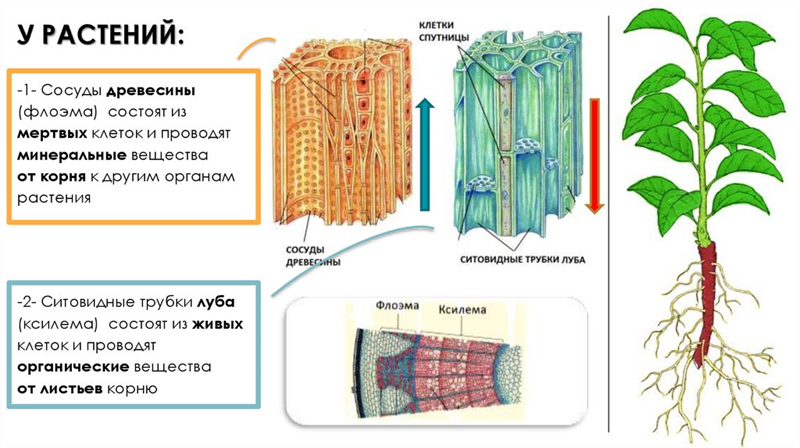 У РАСТЕНИЙ:
-1- Сосуды древесины
(флоэма) состоят из
мертвых клеток и проводят
минеральные вещества
от корня к другим органам
растения
-2- Ситовидные трубки луба
(ксилема) состоят из живых
клеток и проводят
органические вещества
от листьев корню
КЛЕТКИ
СПУТНИЦЫ
СОСУДЫ
ДРЕВЕСИНЫ
СИТОВИДНЫЕ ТРУБКИ ЛУБА
Флоэма
Ксилема